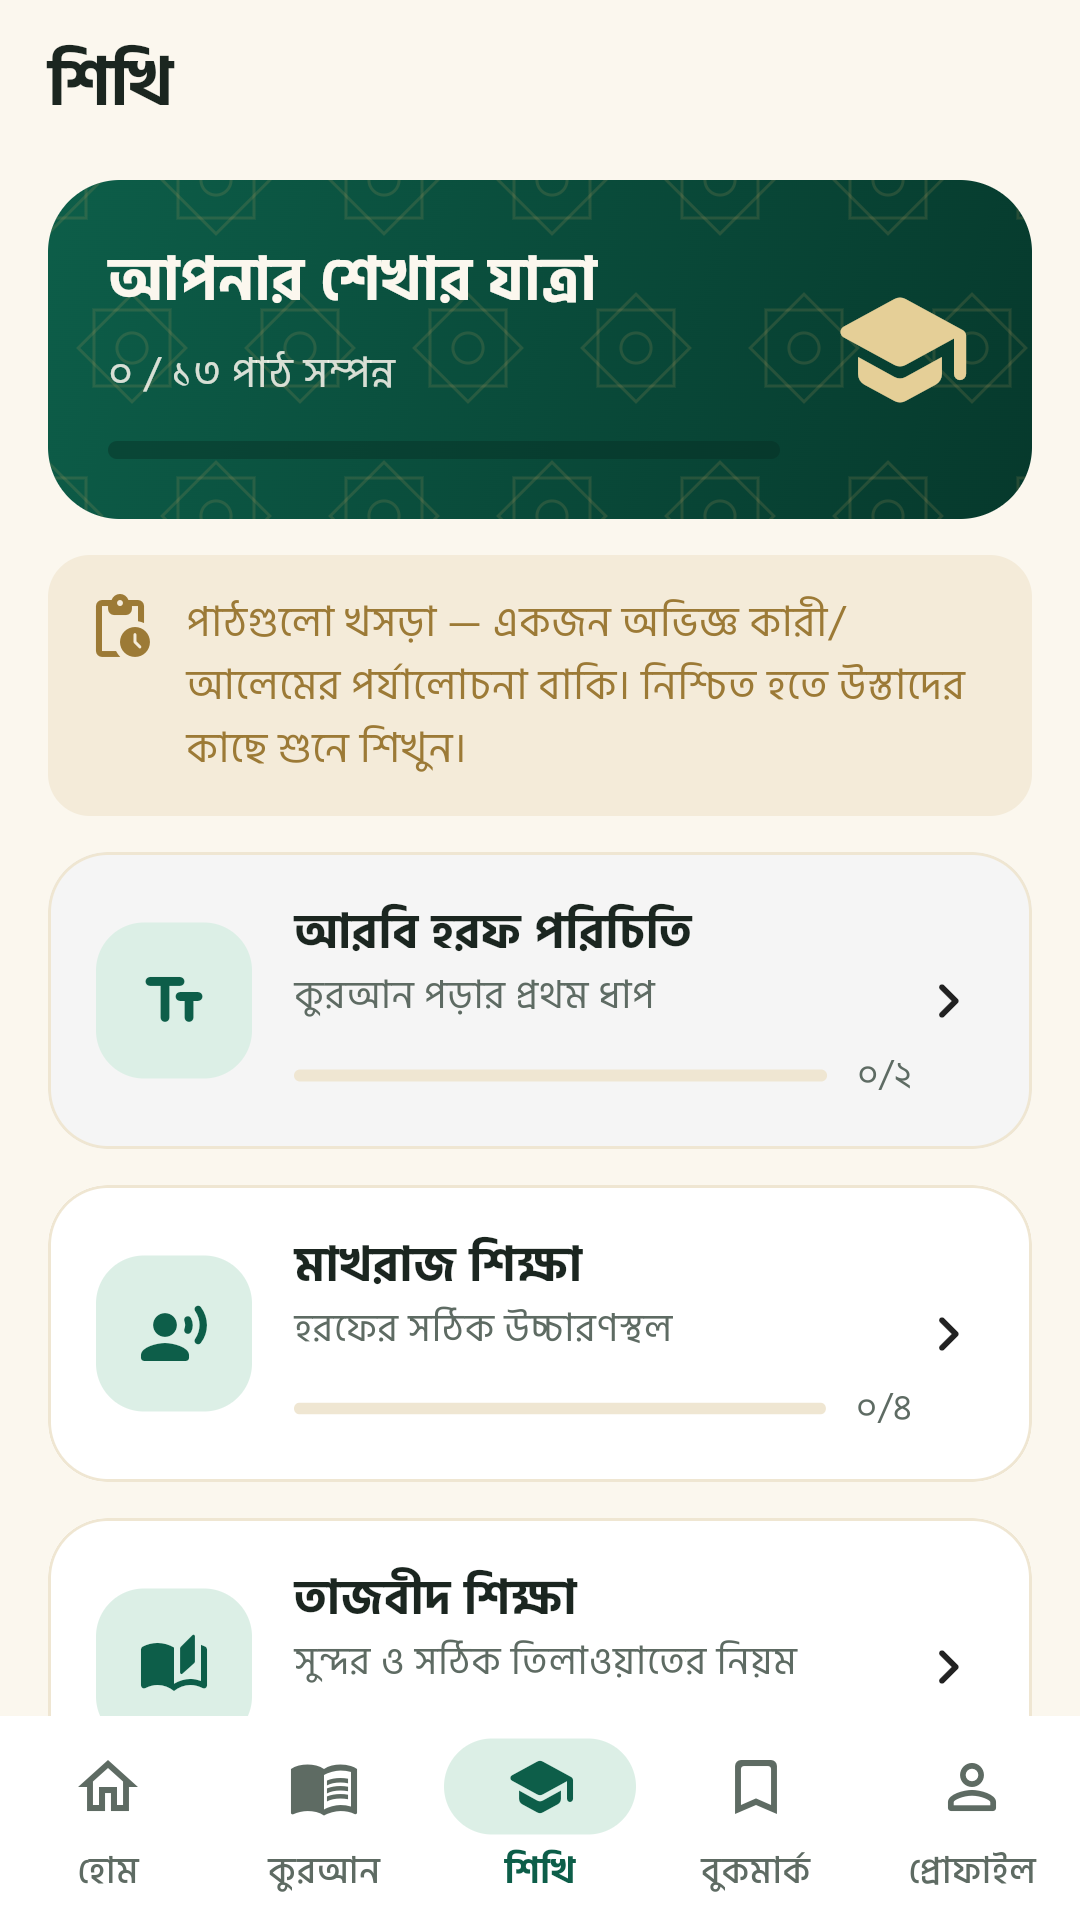 শিখি
আপনার শেখার যাত্রা
০ / ১৩ পাঠ সম্পন্ন
পাঠগুলো খসড়া — একজন অভিজ্ঞ কারী/
আলেমের পর্যালোচনা বাকি। নিশ্চিত হতে উস্তাদের
কাছে শুনে শিখুন।
আরবি হরফ পরিচিতি
কুরআন পড়ার প্রথম ধাপ
০/২
মাখরাজ শিক্ষা
হরফের সঠিক উচ্চারণস্থল
০/৪
তাজবীদ শিক্ষা
সুন্দর ও সঠিক তিলাওয়াতের নিয়ম
হোম
কুরআন
শিখি
বুকমার্ক
প্রোফাইল